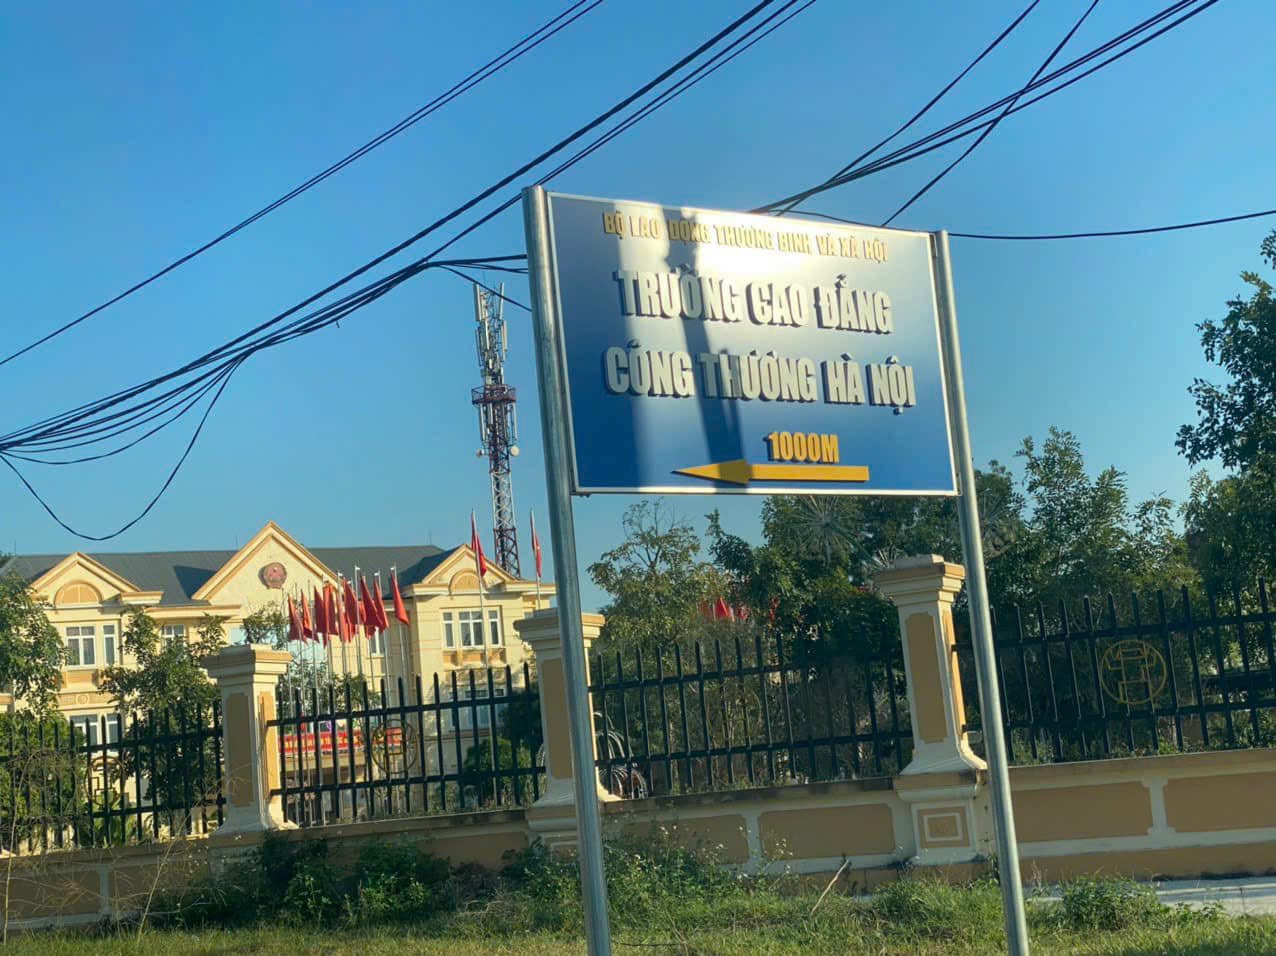 BỘ LAO ĐỘNG THƯƠNG BINH VÀ XÃ HỘI
TRƯỜNG CAO ĐẲNG
CÔNG THƯƠNG HÀ NỘI
1000M